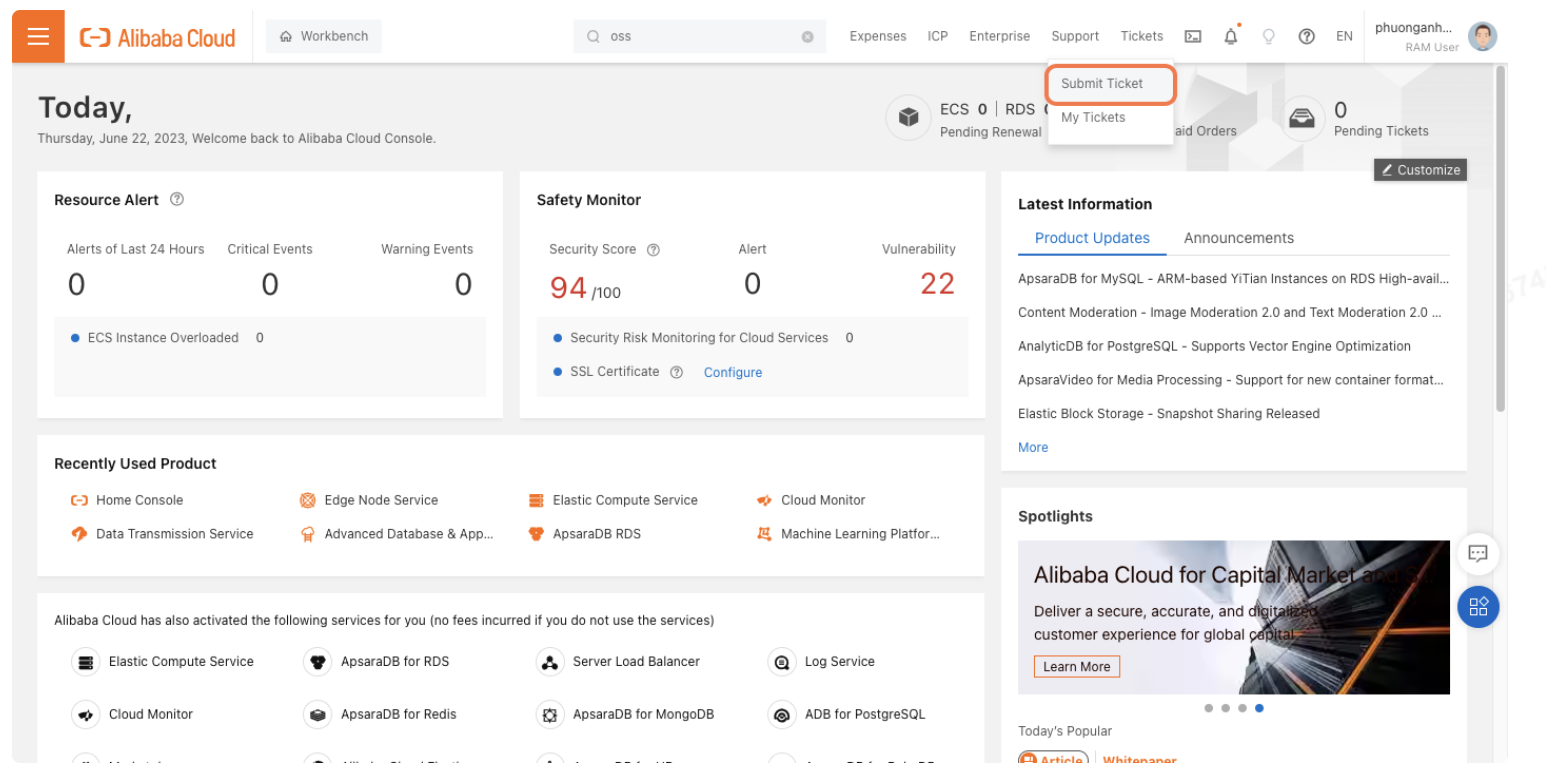 Alibaba Cloud
Workbench
oss
Expenses
ICP
Enterprise
Support
Tickets
EN
phuonganh...
RAM User
Submit Ticket
My Tickets
Today,
Thursday, June 22, 2023, Welcome back to Alibaba Cloud Console.
ECS 0 | RDS
Pending Renewal
aid Orders
0
Pending Tickets
Customize
Resource Alert
Alerts of Last 24 Hours
Critical Events
Warning Events
0
0
0
ECS Instance Overloaded 0
Safety Monitor
Security Score
Alert
Vulnerability
94 /100
0
22
Security Risk Monitoring for Cloud Services 0
SSL Certificate
Configure
Latest Information
Product Updates
Announcements
ApsaraDB for MySQL - ARM-based YiTian Instances on RDS High-avail...
Content Moderation - Image Moderation 2.0 and Text Moderation 2.0 ...
AnalyticDB for PostgreSQL - Supports Vector Engine Optimization
ApsaraVideo for Media Processing - Support for new container format...
Elastic Block Storage - Snapshot Sharing Released
More
Recently Used Product
Home Console
Edge Node Service
Elastic Compute Service
Cloud Monitor
Data Transmission Service
Advanced Database & App...
ApsaraDB RDS
Machine Learning Platfor...
Alibaba Cloud has also activated the following services for you (no fees incurred if you do not use the services)
Elastic Compute Service
ApsaraDB for RDS
Server Load Balancer
Log Service
Cloud Monitor
ApsaraDB for Redis
ApsaraDB for MongoDB
ADB for PostgreSQL
Spotlights
Alibaba Cloud for Capital Market and S...
Deliver a secure, accurate, and digitalized
customer experience for global capital
Learn More
Today's Popular
Article
Whitepaper